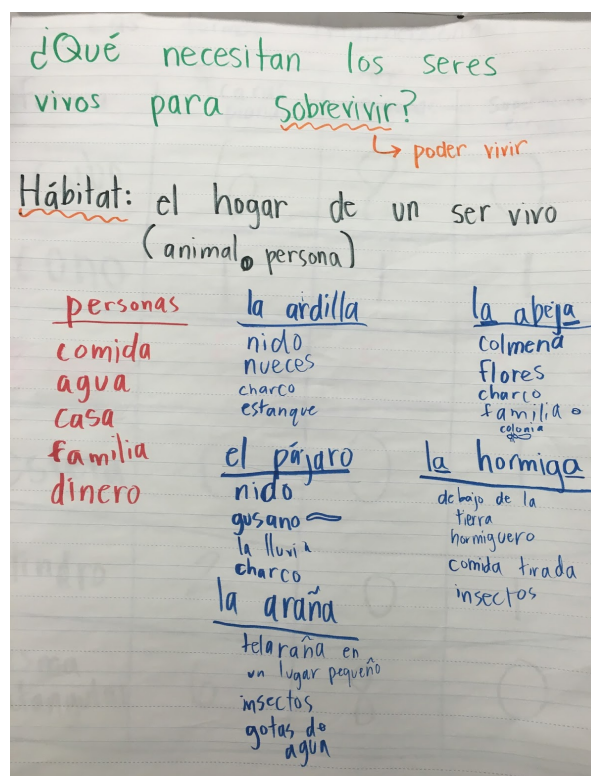 ¿Qué necesitan los seres
vivos para sobrevivir?
poder vivir
Hábitat: el hogar de un ser vivo
(animal o persona)
personas
comida
agua
casa
familia
dinero
la ardilla
nido
nueces
charco
estanque
la abeja
colmena
flores
charco
familia o
colonia
el pájaro
nido
gusano
la lluvia
charco
la hormiga
debajo de la
tierra
hormiguero
comida tirada
insectos
la araña
telaraña en
un lugar pequeño
insectos
gotas de
agua